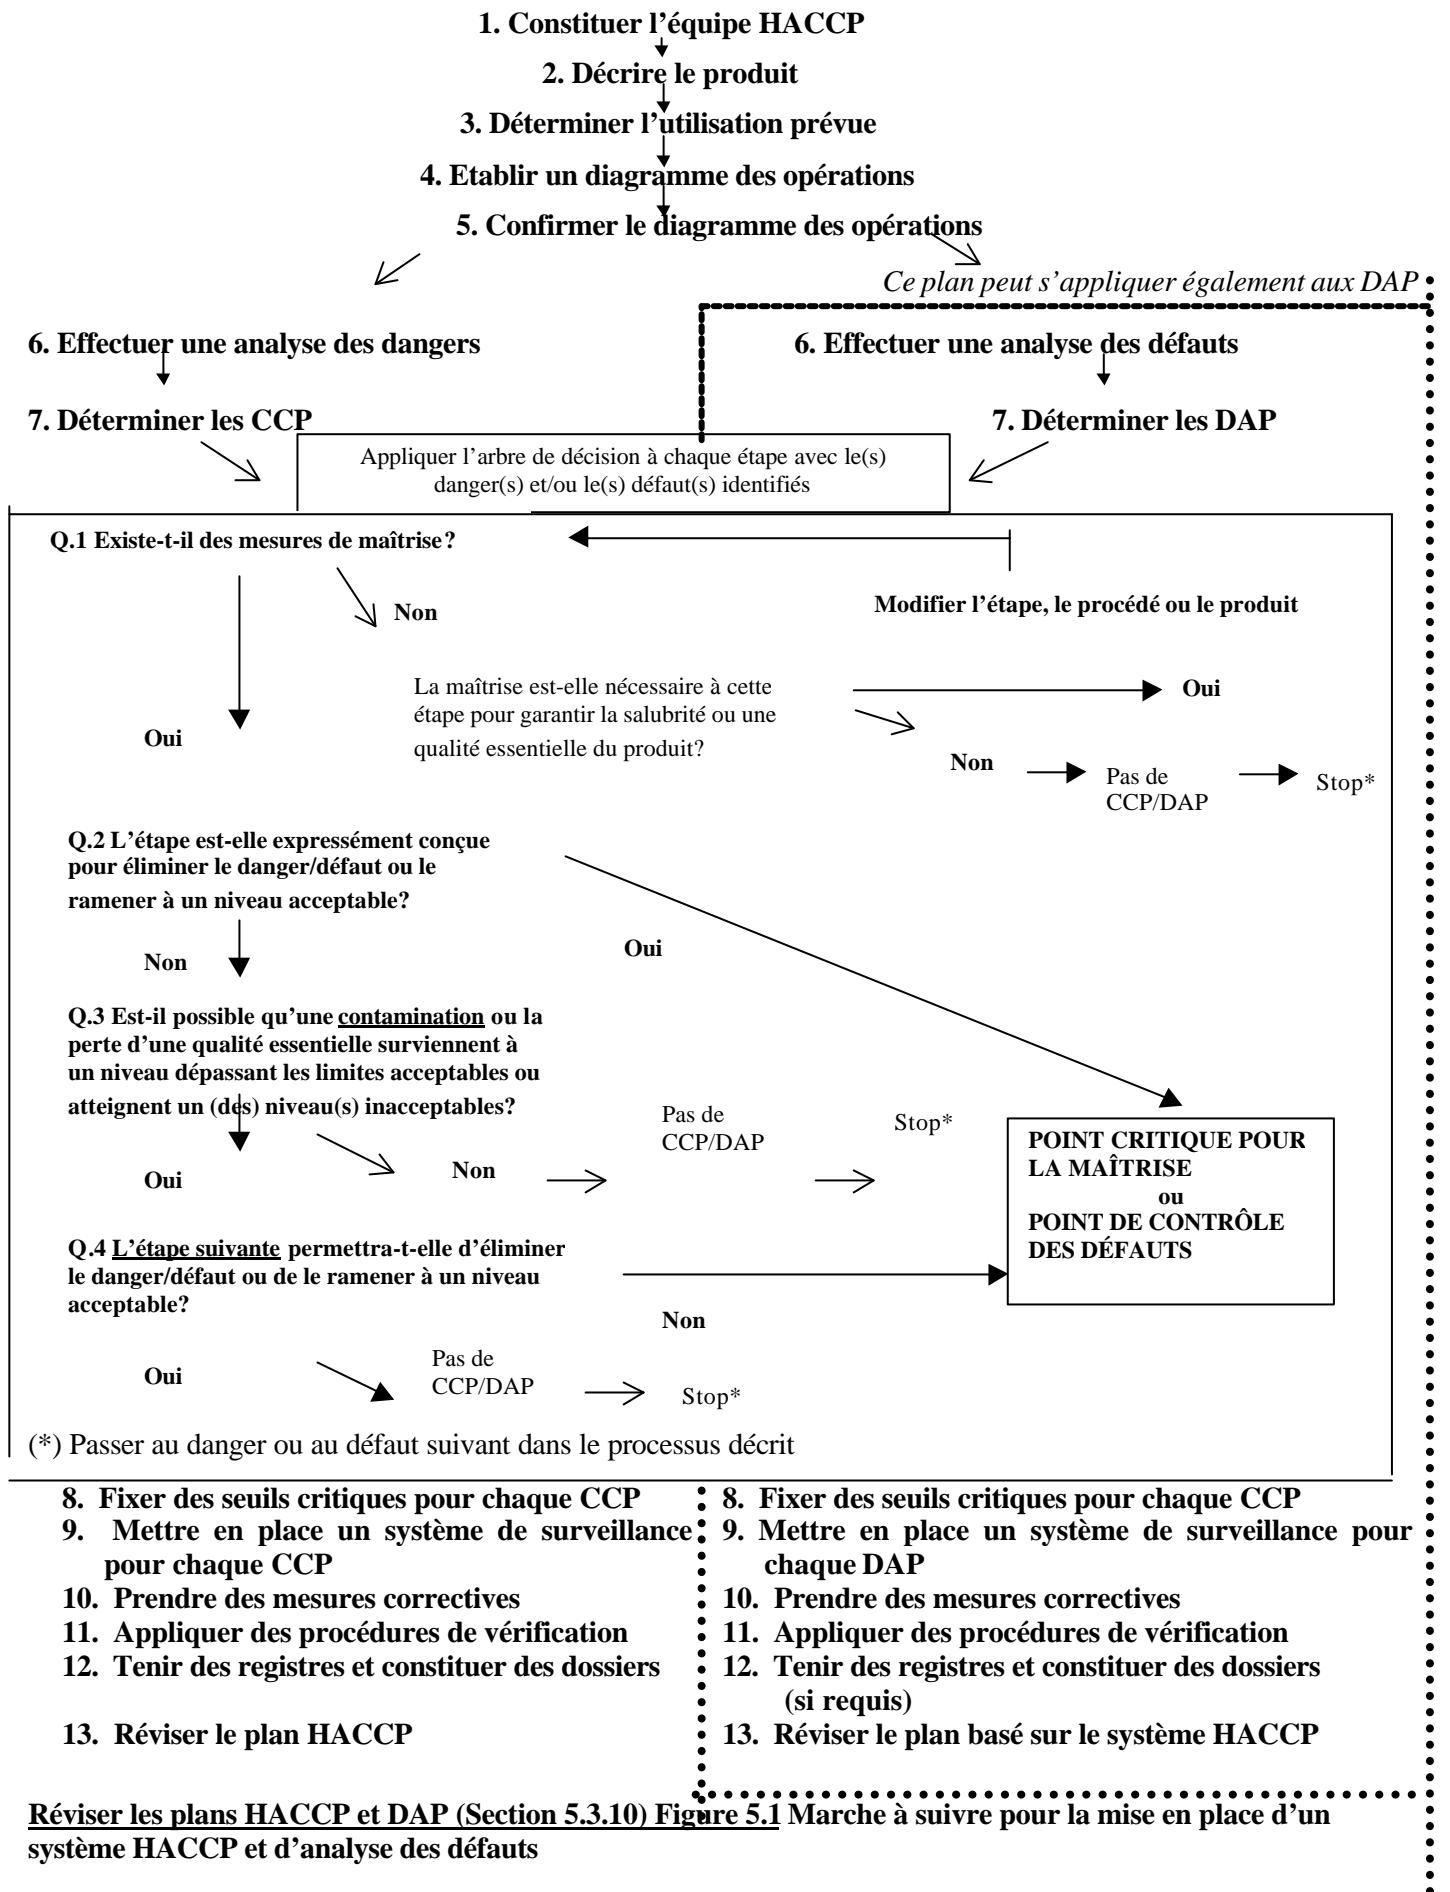 1. Constituer l'équipe HACCP
2. Décrire le produit
3. Déterminer l'utilisation prévue
4. Etablir un diagramme des opérations
5. Confirmer le diagramme des opérations
Ce plan peut s'appliquer également aux DAP
6. Effectuer une analyse des dangers
6. Effectuer une analyse des défauts
7. Déterminer les CCP
7. Déterminer les DAP
Appliquer l'arbre de décision à chaque étape avec le(s)
danger(s) et/ou le(s) défaut(s) identifiés
Q.1 Existe-t-il des mesures de maîtrise?
Non
Modifier l'étape, le procédé ou le produit
La maîtrise est-elle nécessaire à cette
étape pour garantir la salubrité ou une
qualité essentielle du produit?
Oui
Oui
Non
Pas de
CCP/DAP
Stop*
Q.2 L'étape est-elle expressément conçue
pour éliminer le danger/défaut ou le
ramener à un niveau acceptable?
Oui
Non
Q.3 Est-il possible qu'une contamination ou la
perte d'une qualité essentielle surviennent à
un niveau dépassant les limites acceptables ou
atteignent un (des) niveau(s) inacceptables?
Pas de
CCP/DAP
Stop*
Oui
Non
POINT CRITIQUE POUR
LA MAÎTRISE
ou
POINT DE CONTRÔLE
DES DÉFAUTS
Q.4 L'étape suivante permettra-t-elle d'éliminer
le danger/défaut ou de le ramener à un niveau
acceptable?
Non
Oui
Pas de
CCP/DAP
Stop*
(*) Passer au danger ou au défaut suivant dans le processus décrit
8. Fixer des seuils critiques pour chaque CCP
9. Mettre en place un système de surveillance
pour chaque CCP
10. Prendre des mesures correctives
11. Appliquer des procédures de vérification
12. Tenir des registres et constituer des dossiers
13. Réviser le plan HACCP
8. Fixer des seuils critiques pour chaque CCP
9. Mettre en place un système de surveillance pour
chaque DAP
10. Prendre des mesures correctives
11. Appliquer des procédures de vérification
12. Tenir des registres et constituer des dossiers
(si requis)
13. Réviser le plan basé sur le système HACCP
Réviser les plans HACCP et DAP (Section 5.3.10) Figure 5.1 Marche à suivre pour la mise en place d'un
système HACCP et d'analyse des défauts